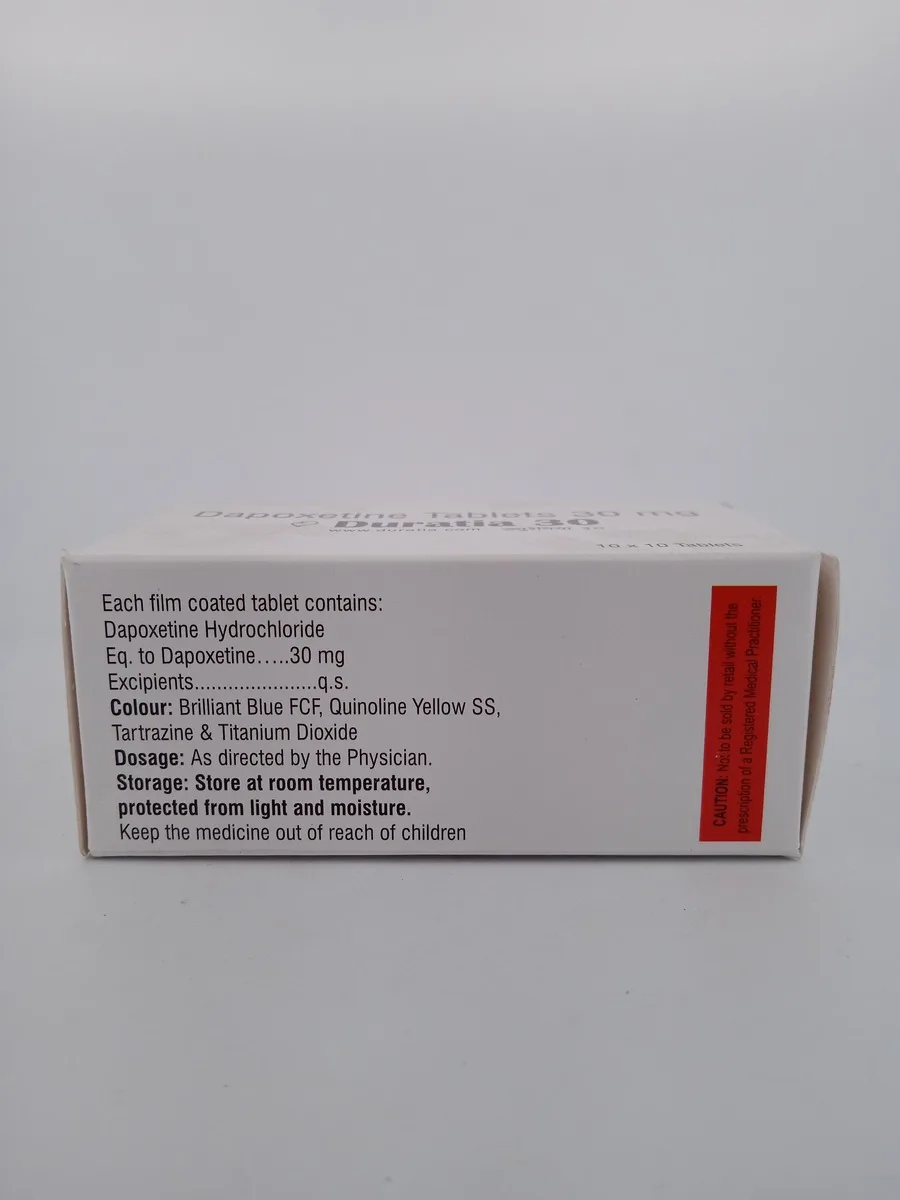 Dapoxetine Tablets 30 mg
Duratia 30
www.duratia.com
10 x 10 Tablets
Each film coated tablet contains:
Dapoxetine Hydrochloride
Eq. to Dapoxetine.....30 mg
Excipients......................q.s.
Colour: Brilliant Blue FCF, Quinoline Yellow SS,
Tartrazine & Titanium Dioxide
Dosage: As directed by the Physician.
Storage: Store at room temperature,
protected from light and moisture.
Keep the medicine out of reach of children
CAUTION: Not to be sold by retail without the
prescription of a Registered Medical Practitioner